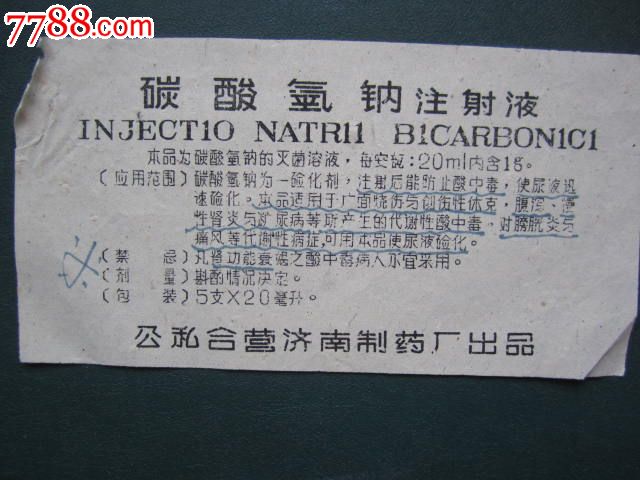 7788.com
碳酸氢钠注射液
INJECT1O NATR11 B1CARBON1C1
本品为碳酸氢钠的灭菌溶液,每安瓿:20ml内含1g。
(应用范围)碳酸氢钠为一硷化剂,注射后能防止酸中毒,使尿液迅
速硷化。本品适用于广面烧伤与创伤性休克,腹泻、慢
性肾炎与糖尿病等所产生的代谢性酸中毒,对膀胱炎与
痛风等代谢性病症,可用本品使尿液硷化。
(禁忌)凡肾功能衰竭之酸中毒病人不宜采用。
(剂量)斟酌情况决定。
(包装)5支×20毫升。
公私合营济南制药厂出品